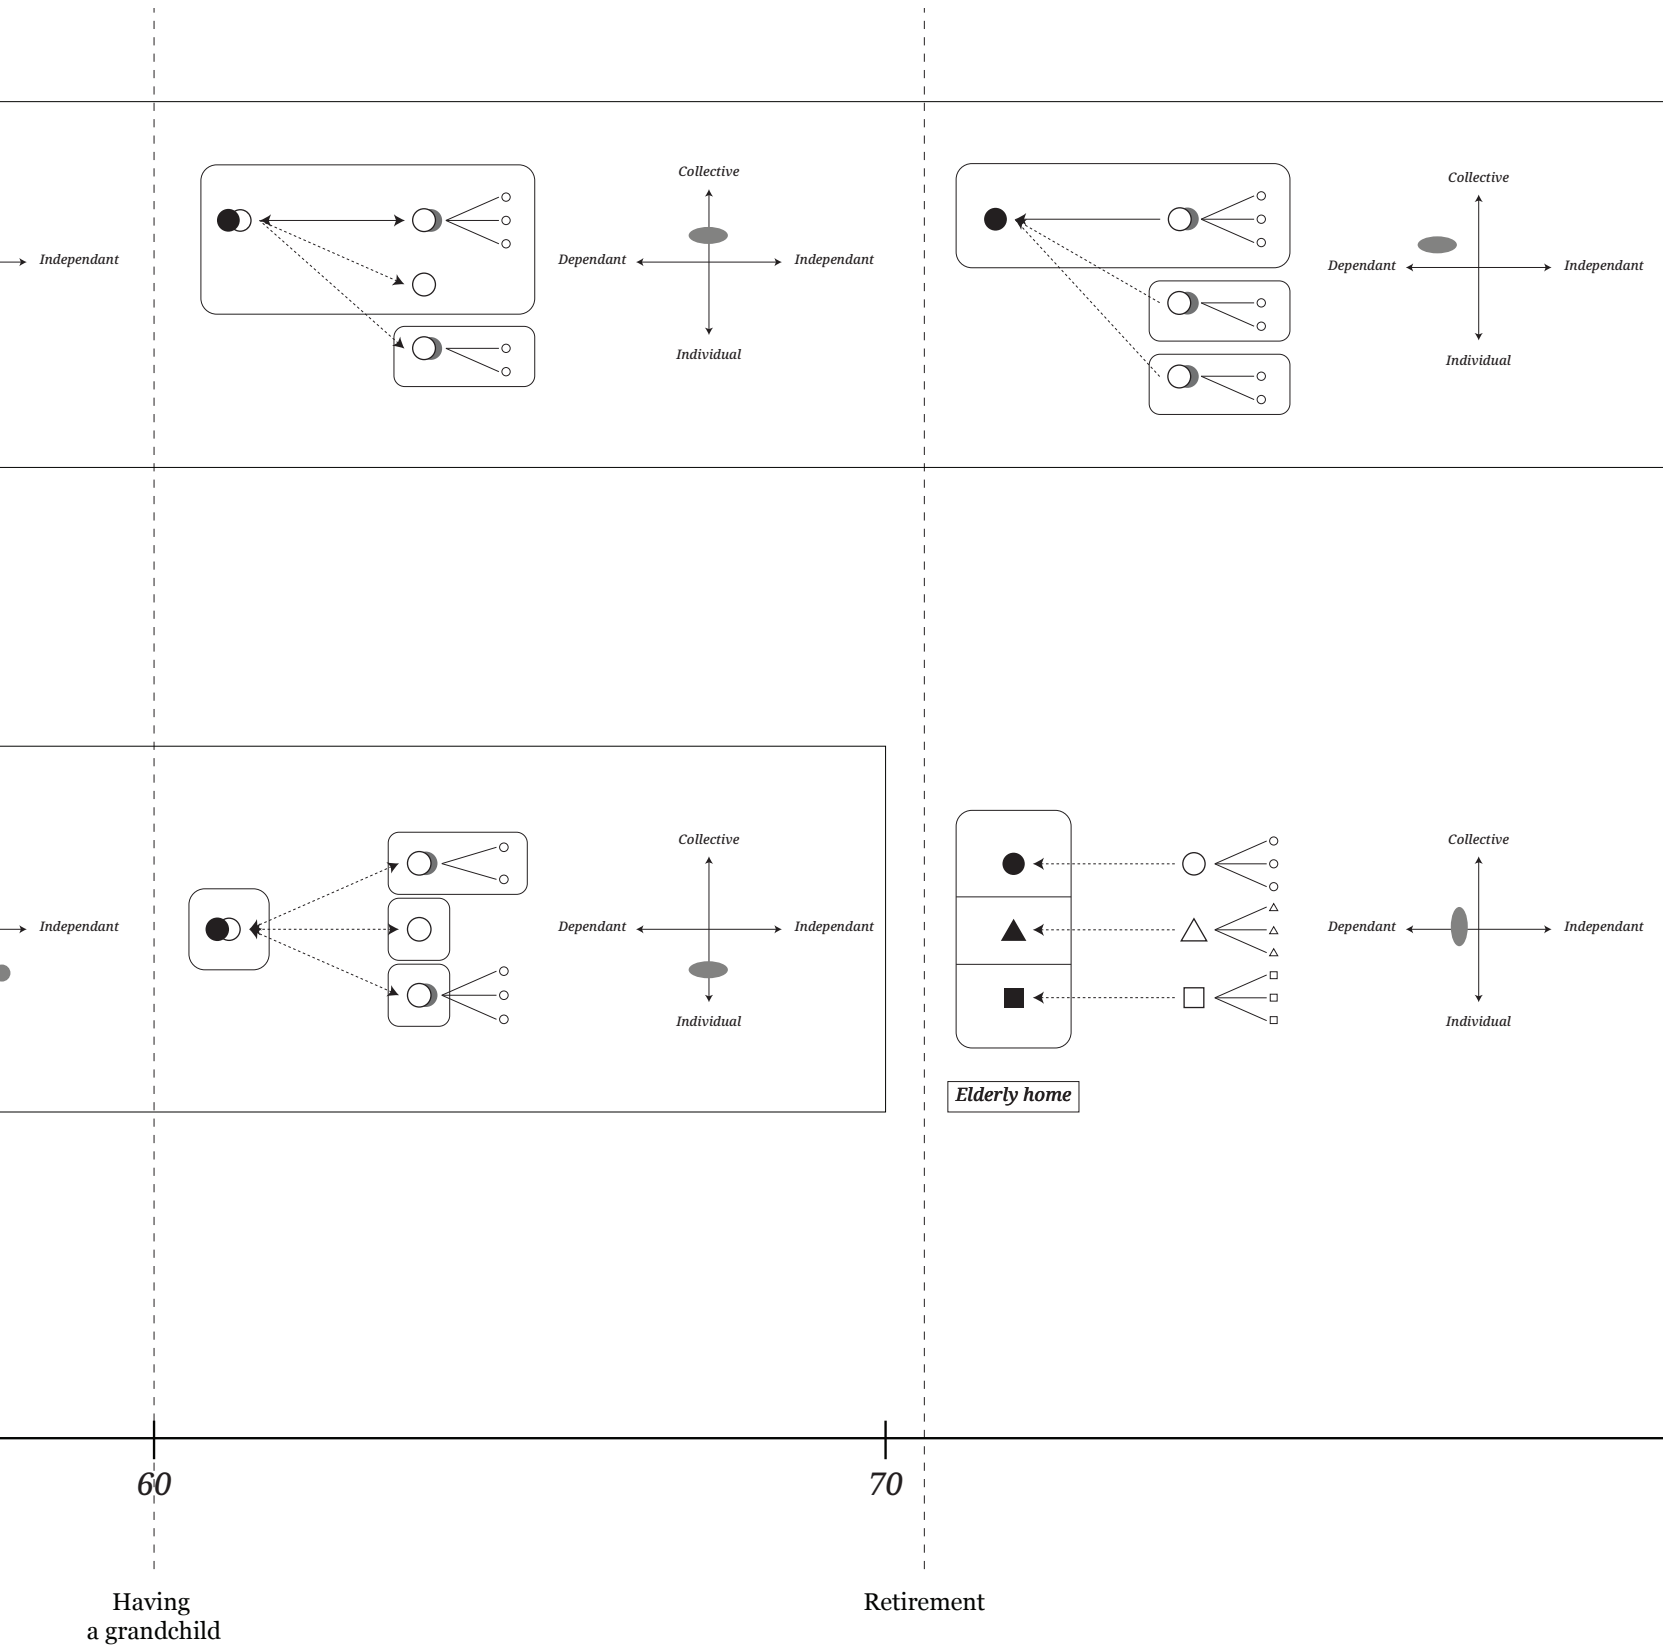 Collective
Collective
Independant
Dependant
Independant
Dependant
Independant
Individual
Individual
Collective
Collective
Independant
Dependant
Independant
Dependant
Independant
Individual
Individual
Elderly home
60
70
Having
a grandchild
Retirement